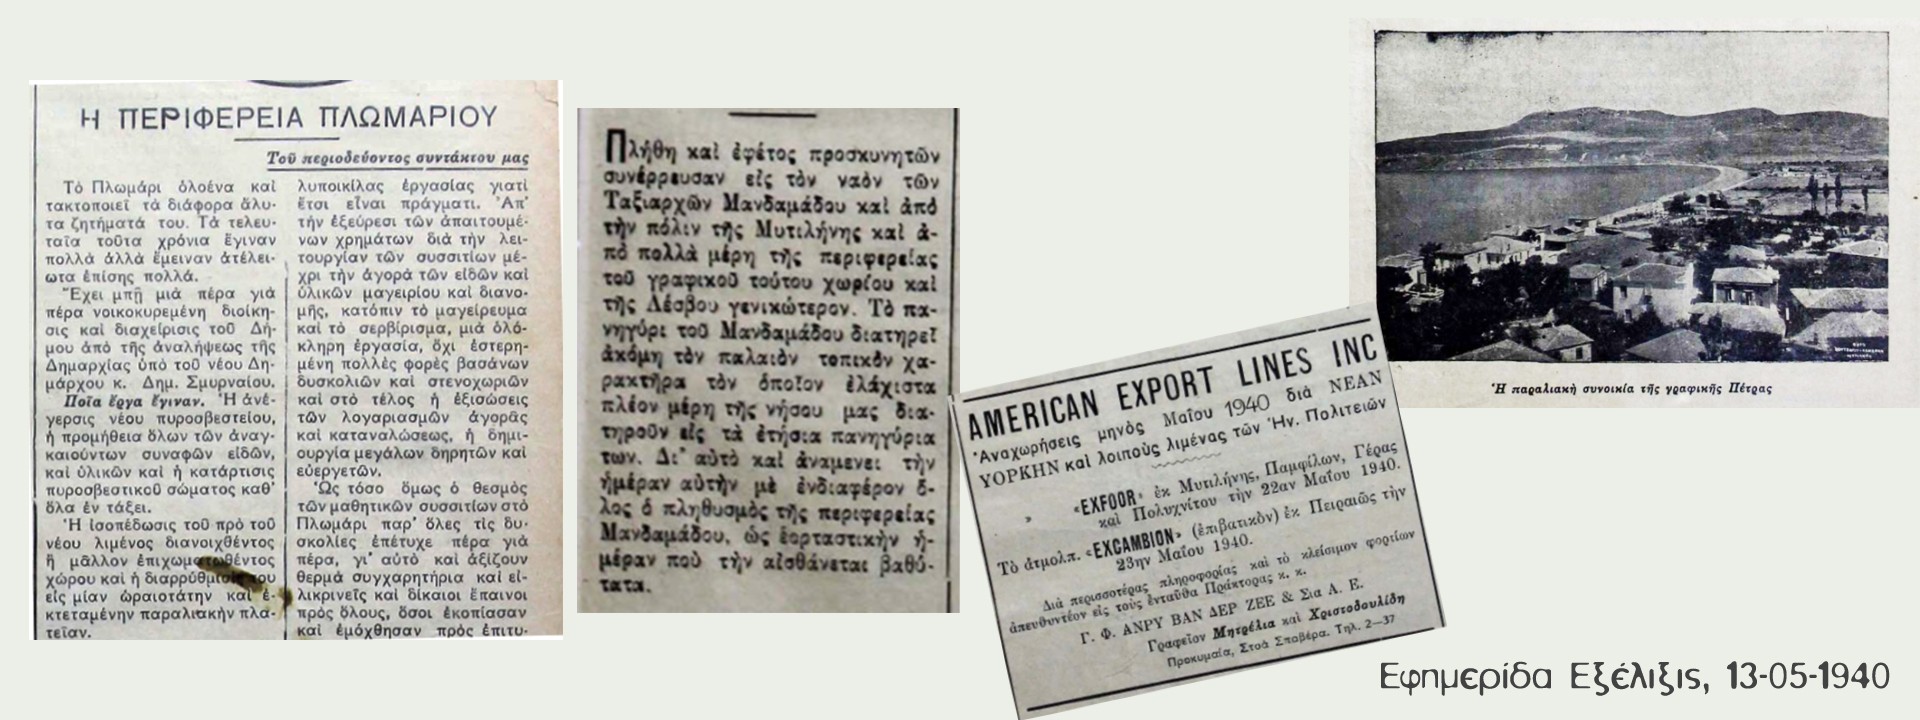 Η ΠΕΡΙΦΕΡΕΙΑ ΠΛΩΜΑΡΙΟΥ
Τοῦ περιοδεύοντος συντάκτου μας
Τὸ Πλωμάρι ὁλοένα καὶ
τακτοποιεῖ τὰ διάφορα ἄλυ-
τα ζητήματά του. Τὰ τελευ-
ταῖα τοῦτα χρόνια ἔγιναν
πολλὰ ἀλλὰ ἔμειναν ἀτέλει-
ωτα ἐπίσης πολλά.
Ἔχει μπῇ μιὰ πέρα γιὰ
πέρα νοικοκυρεμένη διοίκη-
σις καὶ διαχείρισις τοῦ Δή-
μου ἀπὸ τῆς ἀναλήψεως τῆς
Δημαρχίας ὑπὸ τοῦ νέου Δη-
μάρχου κ. Δημ. Σμυρναίου.
Ποῖα ἔργα ἔγιναν. Ἡ ἀνέ-
γερσις νέου πυροσβεστείου,
ἡ προμήθεια ὅλων τῶν ἀναγ-
καιούντων συναφῶν εἰδῶν,
καὶ ὑλικῶν καὶ ἡ κατάρτισις
πυροσβεστικοῦ σώματος καθ'
ὅλα ἐν τάξει.
Ἡ ἰσοπέδωσις τοῦ πρὸ τοῦ
νέου λιμένος διανοιχθέντος
ἢ μᾶλλον ἐπιχωματωθέντος
χώρου καὶ ἡ διαρρύθμισίς του
εἰς μίαν ὡραιοτάτην καὶ ἐ-
κτεταμένην παραλιακὴν πλα-
τεῖαν.
λυποικίλας ἐργασίας γιατὶ
ἔτσι εἶναι πράγματι. Ἀπ'
τὴν ἐξεύρεσι τῶν ἀπαιτουμέ-
νων χρημάτων διὰ τὴν λει-
τουργίαν τῶν συσσιτίων μέ-
χρι τὴν ἀγορὰ τῶν εἰδῶν καὶ
ὑλικῶν μαγειρίου καὶ διανο-
μῆς, κατόπιν τὸ μαγείρευμα
καὶ τὸ σερβίρισμα, μιὰ ὁλό-
κληρη ἐργασία, ὄχι ἐστερη-
μένη πολλὲς φορὲς βασάνων
δυσκολιῶν καὶ στενοχωριῶν
καὶ στὸ τέλος ἡ ἐξισώσεις
τῶν λογαριασμῶν ἀγορᾶς
καὶ καταναλώσεως, ἡ δημι-
ουργία μεγάλων δηρητῶν καὶ
εὐεργετῶν.
Ὡς τόσο ὅμως ὁ θεσμὸς
τῶν μαθητικῶν συσσιτίων στὸ
Πλωμάρι παρ' ὅλες τὶς δυ-
σκολίες ἐπέτυχε πέρα γιὰ
πέρα, γι' αὐτὸ καὶ ἀξίζουν
θερμὰ συγχαρητήρια καὶ εἰ-
λικρινεῖς καὶ δίκαιοι ἔπαινοι
πρὸς ὅλους, ὅσοι ἐκοπίασαν
καὶ ἐμόχθησαν πρὸς ἐπιτυ-
Πλήθη καὶ ἐφέτος προσκυνητῶν
συνέρρευσαν εἰς τὸν ναὸν τῶν
Ταξιαρχῶν Μανδαμάδου καὶ ἀπὸ
τὴν πόλιν τῆς Μυτιλήνης καὶ ἀ-
πὸ πολλὰ μέρη τῆς περιφερείας
τοῦ γραφικοῦ τούτου χωρίου καὶ
τῆς Λέσβου γενικώτερον. Τὸ πα-
νηγύρι τοῦ Μανδαμάδου διατηρεῖ
ἀκόμη τὸν παλαιὸν τοπικὸν χα-
ρακτῆρα τὸν ὁποῖον ἐλάχιστα
πλέον μέρη τῆς νήσου μας δια-
τηροῦν εἰς τὰ ἐτήσια πανηγύρια
των. Δι' αὐτὸ καὶ ἀναμενει τὴν
ἡμέραν αὐτὴν μὲ ἐνδιαφέρον ὅ-
λος ὁ πληθυσμὸς τῆς περιφερείας
Μανδαμάδου, ὡς ἑορταστικὴν ἡ-
μέραν ποὺ τὴν αἰσθάνεται βαθύ-
τατα.
AMERICAN EXPORT LINES INC
Ἀναχωρήσεις μηνὸς Μαΐου 1940 διὰ ΝΕΑΝ
ΥΟΡΚΗΝ καὶ λοιποὺς λιμένας τῶν Ἡν. Πολιτειῶν
» «EXFOOR» ἐκ Μυτιλήνης, Παμφίλων, Γέρας
καὶ Πολυχνίτου τὴν 22αν Μαΐου 1940.
Τὸ ἀτμολπ. «EXCAMBION» (ἐπιβατικὸν) ἐκ Πειραιῶς τὴν
23ην Μαΐου 1940.
Διὰ περισσοτέρας πληροφορίας καὶ τὸ κλείσιμον φορτίων
ἀπευθυντέον εἰς τοὺς ἐνταῦθα Πράκτορας κ. κ.
Γ. Φ. ΑΝΡΥ ΒΑΝ ΔΕΡ ΖΕΕ & Σια Α. Ε.
Γραφεῖον Μητρέλια καὶ Χριστοδουλίδη
Προκυμαία, Στοὰ Σπαβέρα. Τηλ. 2—37
Ἡ παραλιακὴ συνοικία τῆς γραφικῆς Πέτρας
Εφημερίδα Εξέλιξις, 13-05-1940